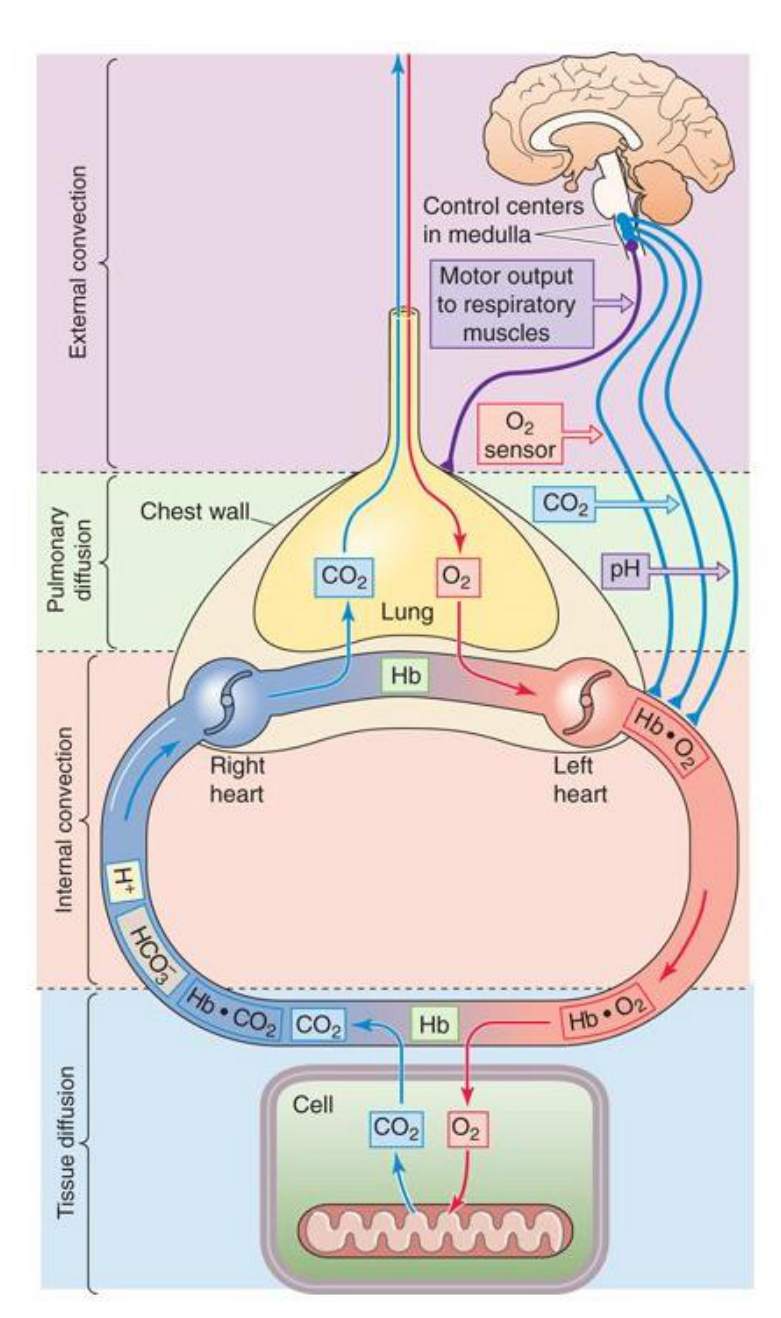 External convection
Control centers
in medulla
Motor output
to respiratory
muscles
O₂
sensor
Pulmonary
diffusion
Chest wall
CO₂
pH
CO₂
O₂
Lung
Internal convection
Hb
Hb•O₂
Right
heart
Left
heart
H⁺
HCO₃⁻
Hb•CO₂
CO₂
Hb
Hb•O₂
Tissue diffusion
Cell
CO₂
O₂